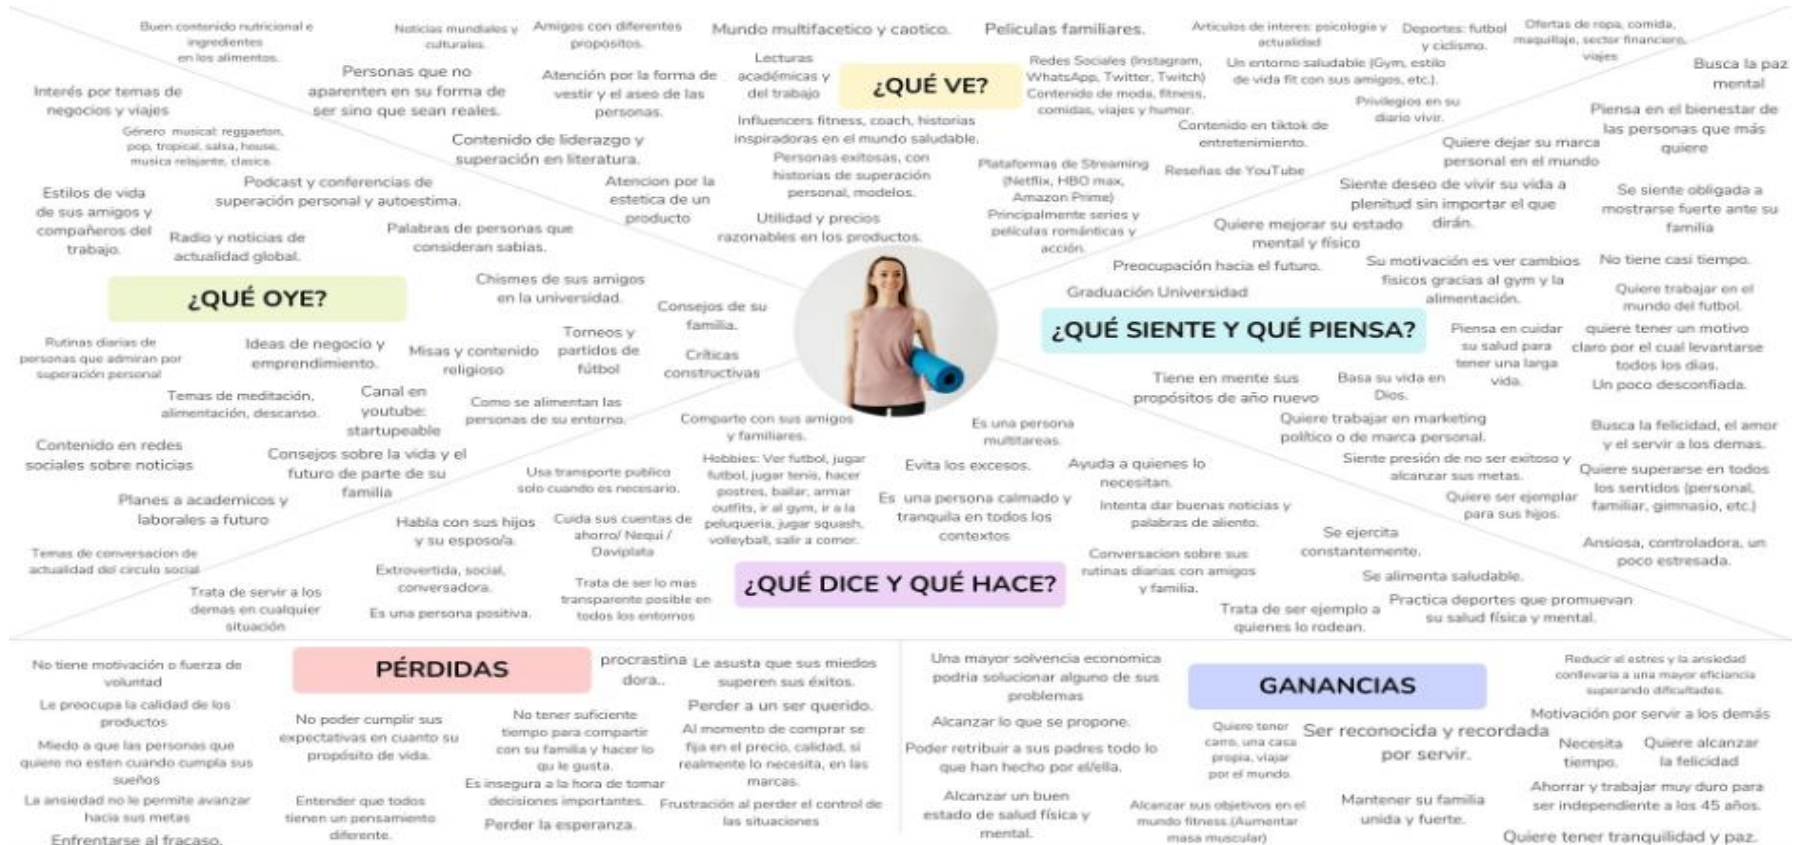 Buen contenido nutricional e
ingredientes
en los alimentos.
Noticias mundiales y
culturales.
Amigos con diferentes
propositos.
Mundo multifacetico y caotico.
Peliculas familiares.
Articulos de interes: psicologia y
actualidad
Deportes: futbol
y ciclismo.
Ofertas de ropa, comida,
maquillaje, sector financiero,
viajes
Interés por temas de
negocios y viajes
Personas que no
aparenten en su forma de
ser sino que sean reales.
Atención por la forma de
vestir y el aseo de las
personas.
Lecturas
académicas y
del trabajo
¿QUÉ VE?
Redes Sociales (Instagram,
WhatsApp, Twitter, Twitch)
Contenido de moda, fitness,
comidas, viajes y humor.
Un entorno saludable (Gym, estilo
de vida fit con sus amigos, etc.).
Privilegios en su
diario vivir.
Busca la paz
mental
Piensa en el bienestar de
las personas que más
quiere
Género musical: reggaeton,
pop, tropical, salsa, house,
musica relajante, clasica.
Contenido de liderazgo y
superación en literatura.
Influencers fitness, coach, historias
inspiradoras en el mundo saludable.
Contenido en tiktok de
entretenimiento.
Quiere dejar su marca
personal en el mundo
Personas exitosas, con
historias de superación
personal, modelos.
Plataformas de Streaming
(Netflix, HBO max,
Amazon Prime)
Principalmente series y
películas románticas y
acción.
Reseñas de YouTube
Siente deseo de vivir su vida a
plenitud sin importar el que
dirán.
Se siente obligada a
mostrarse fuerte ante su
familia
Estilos de vida
de sus amigos y
compañeros del
trabajo.
Podcast y conferencias de
superación personal y autoestima.
Atencion por la
estetica de un
producto
Utilidad y precios
razonables en los productos.
Quiere mejorar su estado
mental y físico
Radio y noticias de
actualidad global.
Palabras de personas que
consideran sabias.
Preocupación hacia el futuro.
Su motivación es ver cambios
fisicos gracias al gym y la
alimentación.
No tiene casi tiempo.
¿QUÉ OYE?
Chismes de sus amigos
en la universidad.
Consejos de su
familia.
Graduación Universidad
¿QUÉ SIENTE Y QUÉ PIENSA?
Quiere trabajar en el
mundo del futbol.
Rutinas diarias de
personas que admiran por
superación personal
Ideas de negocio y
emprendimiento.
Misas y contenido
religioso
Torneos y
partidos de
fútbol
Críticas
constructivas
Piensa en cuidar
su salud para
tener una larga
vida.
quiere tener un motivo
claro por el cual levantarse
todos los dias.
Temas de meditación,
alimentación, descanso.
Canal en
youtube:
startupeable
Como se alimentan las
personas de su entorno.
Tiene en mente sus
propósitos de año nuevo
Basa su vida en
Dios.
Un poco desconfiada.
Comparte con sus amigos
y familiares.
Es una persona
multitareas.
Quiere trabajar en marketing
político o de marca personal.
Busca la felicidad, el amor
y el servir a los demas.
Contenido en redes
sociales sobre noticias
Consejos sobre la vida y el
futuro de parte de su
familia
Usa transporte publico
solo cuando es necesario.
Hobbies: Ver futbol, jugar
futbol, jugar tenis, hacer
postres, bailar, armar
outfits, ir al gym, ir a la
peluqueria, jugar squash,
volleyball, salir a comer.
Evita los excesos.
Ayuda a quienes lo
necesitan.
Siente presión de no ser exitoso y
alcanzar sus metas.
Quiere superarse en todos
los sentidos (personal,
familiar, gimnasio, etc.)
Planes a academicos y
laborales a futuro
Habla con sus hijos
y su esposo/a.
Cuida sus cuentas de
ahorro/ Nequi /
Daviplata
Es una persona calmado y
tranquila en todos los
contextos
Intenta dar buenas noticias y
palabras de aliento.
Quiere ser ejemplar
para sus hijos.
Temas de conversacion de
actualidad del circulo social
Extrovertida, social,
conversadora.
Trata de ser lo mas
transparente posible en
todos los entornos
¿QUÉ DICE Y QUÉ HACE?
Conversacion sobre sus
rutinas diarias con amigos
y familia.
Se ejercita
constantemente.
Ansiosa, controladora, un
poco estresada.
Trata de servir a los
demas en cualquier
situación
Es una persona positiva.
Se alimenta saludable.
Trata de ser ejemplo a
quienes lo rodean.
Practica deportes que promuevan
su salud física y mental.
No tiene motivación o fuerza de
voluntad
PÉRDIDAS
procrastina
dora..
Le asusta que sus miedos
superen sus éxitos.
Le preocupa la calidad de los
productos
No poder cumplir sus
expectativas en cuanto su
propósito de vida.
No tener suficiente
tiempo para compartir
con su familia y hacer lo
qu le gusta.
Perder a un ser querido.
Al momento de comprar se
fija en el precio, calidad, si
realmente lo necesita, en las
marcas.
Miedo a que las personas que
quiere no esten cuando cumpla sus
sueños
Es insegura a la hora de tomar
decisiones importantes.
La ansiedad no le permite avanzar
hacia sus metas
Entender que todos
tienen un pensamiento
diferente.
Perder la esperanza.
Frustración al perder el control de
las situaciones
Enfrentarse al fracaso.
Una mayor solvencia economica
podria solucionar alguno de sus
problemas
GANANCIAS
Reducir el estres y la ansiedad
conllevaria a una mayor eficiancia
superando dificultades.
Alcanzar lo que se propone.
Quiere tener
carro, una casa
propia, viajar
por el mundo.
Ser reconocida y recordada
por servir.
Motivación por servir a los demás
Necesita
tiempo.
Quiere alcanzar
la felicidad
Poder retribuir a sus padres todo lo
que han hecho por el/ella.
Alcanzar un buen
estado de salud física y
mental.
Alcanzar sus objetivos en el
mundo fitness.(Aumentar
masa muscular)
Mantener su familia
unida y fuerte.
Ahorrar y trabajar muy duro para
ser independiente a los 45 años.
Quiere tener tranquilidad y paz.